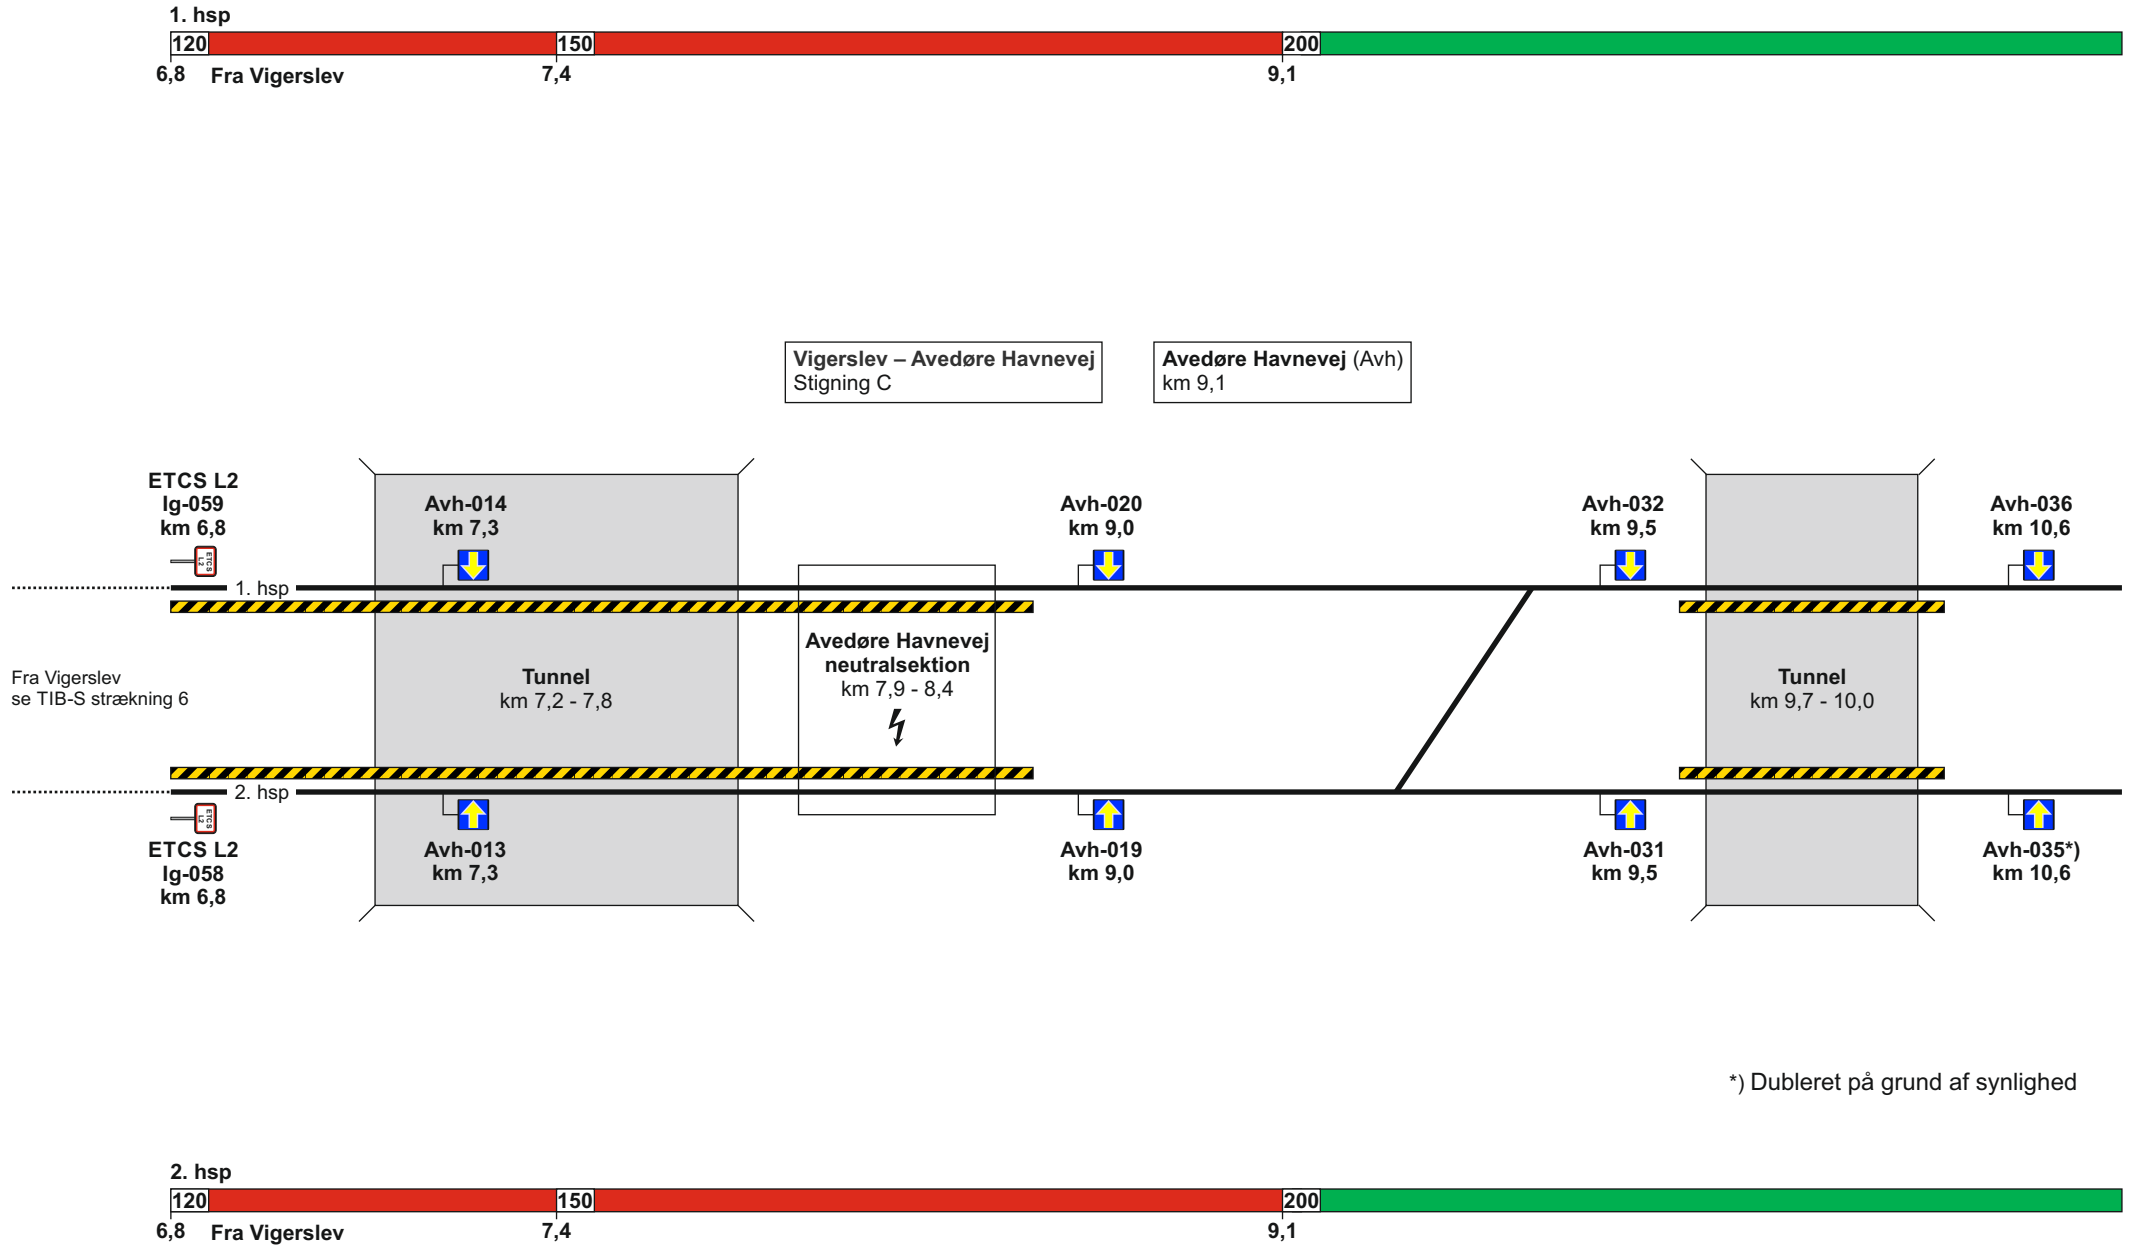 1. hsp
120 150 200
6,8 Fra Vigerslev 7,4 9,1
Vigerslev – Avedøre Havnevej
Stigning C
Avedøre Havnevej (Avh)
km 9,1
ETCS L2
Ig-059
km 6,8
Avh-014
km 7,3
Avh-020
km 9,0
Avh-032
km 9,5
Avh-036
km 10,6
ETCS
L2
1. hsp
Fra Vigerslev
se TIB-S strækning 6
Tunnel
km 7,2 - 7,8
Avedøre Havnevej
neutralsektion
km 7,9 - 8,4
Tunnel
km 9,7 - 10,0
2. hsp
ETCS
L2
ETCS L2
Ig-058
km 6,8
Avh-013
km 7,3
Avh-019
km 9,0
Avh-031
km 9,5
Avh-035*)
km 10,6
*) Dubleret på grund af synlighed
2. hsp
120 150 200
6,8 Fra Vigerslev 7,4 9,1